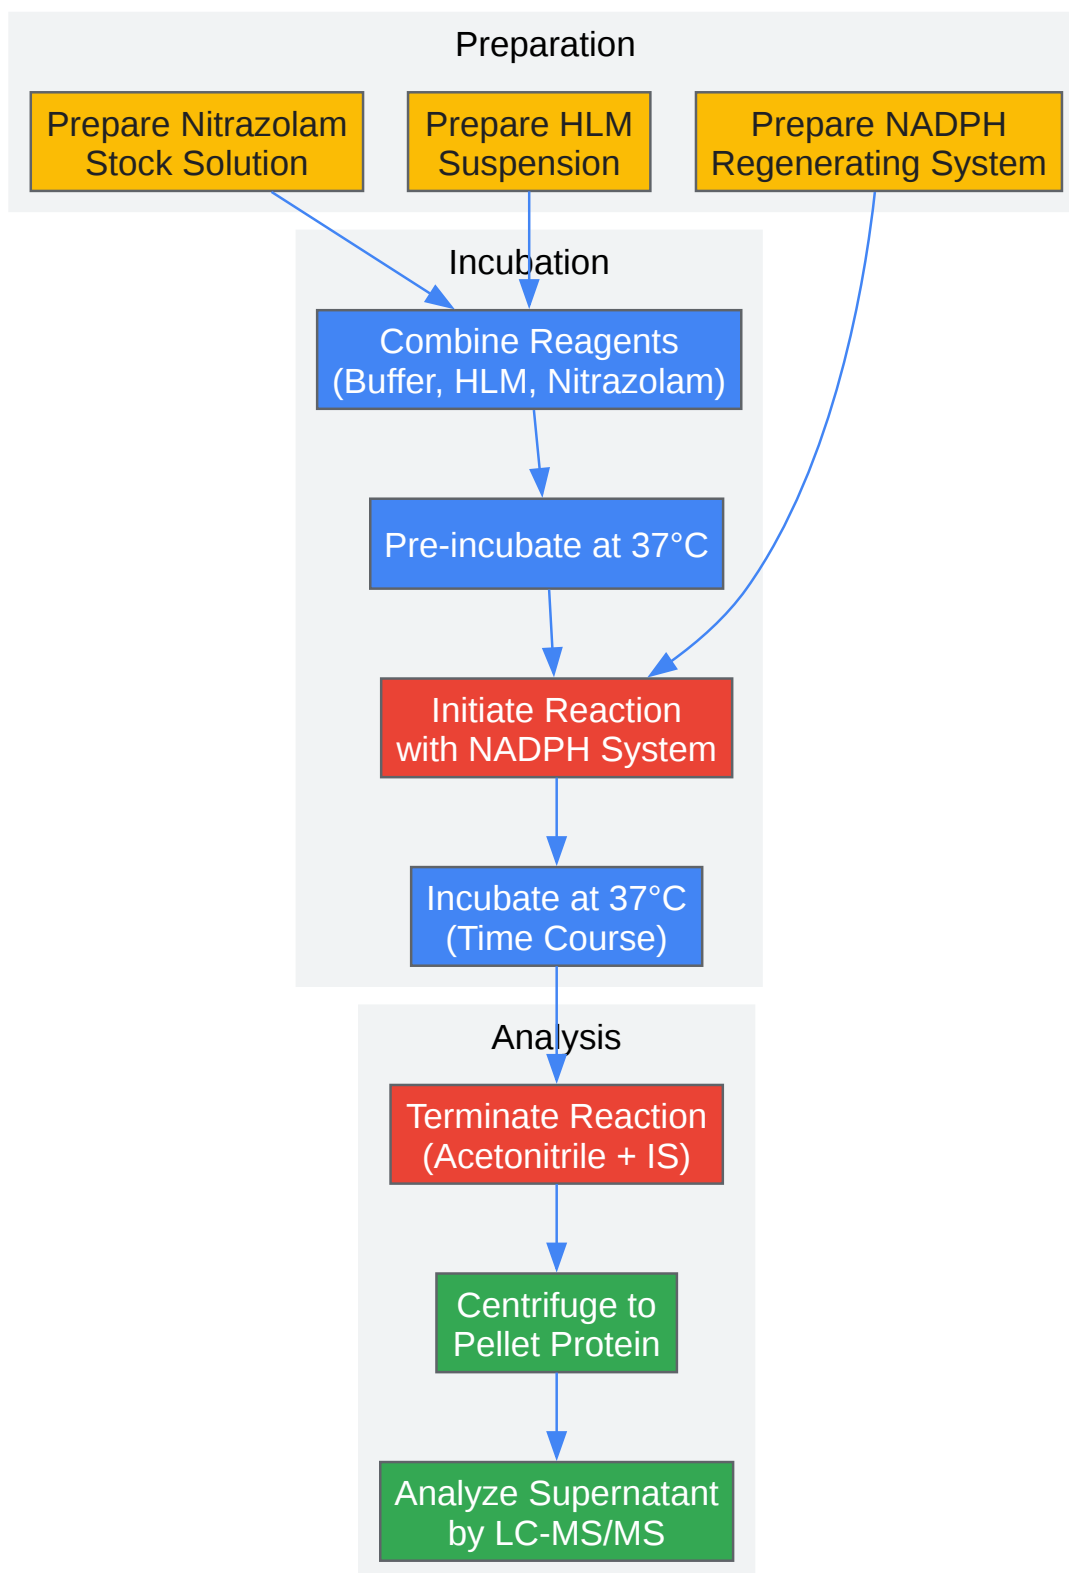 Preparation
Prepare Nitrazolam
Stock Solution
Prepare HLM
Suspension
Prepare NADPH
Regenerating System
Incubation
Combine Reagents
(Buffer, HLM, Nitrazolam)
Pre-incubate at 37°C
Initiate Reaction
with NADPH System
Incubate at 37°C
(Time Course)
Analysis
Terminate Reaction
(Acetonitrile + IS)
Centrifuge to
Pellet Protein
Analyze Supernatant
by LC-MS/MS